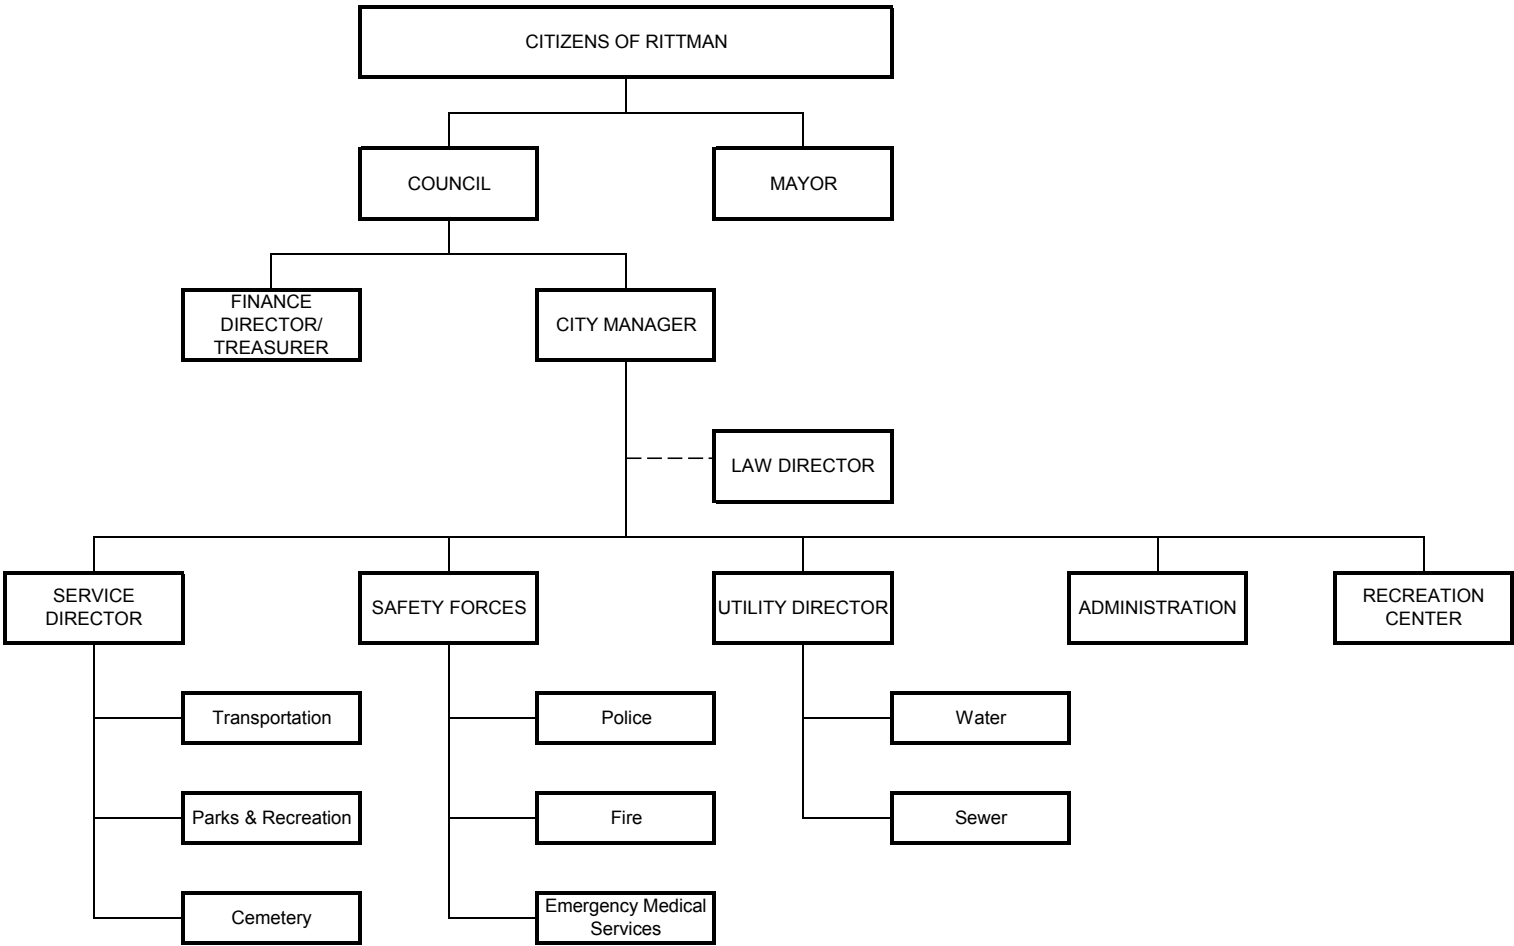 CITIZENS OF RITTMAN
COUNCIL
MAYOR
FINANCE
DIRECTOR/
TREASURER
CITY MANAGER
LAW DIRECTOR
SERVICE
DIRECTOR
SAFETY FORCES
UTILITY DIRECTOR
ADMINISTRATION
RECREATION
CENTER
Transportation
Police
Water
Parks & Recreation
Fire
Sewer
Cemetery
Emergency Medical
Services